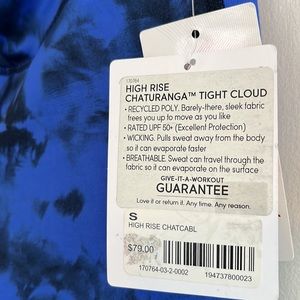 170764
HIGH RISE
CHATURANGA™ TIGHT CLOUD
• RECYCLED POLY. Barely-there, sleek fabric
frees you up to move as you like
• RATED UPF 50+ (Excellent Protection)
• WICKING. Pulls sweat away from the body
so it can evaporate faster
• BREATHABLE. Sweat can travel through the
fabric so it can evaporate on the surface
GIVE-IT-A-WORKOUT
GUARANTEE
Love it or return it. Any time. Any reason.
S
HIGH RISE CHATCABL
$79.00
170764-03-2-0002
194737800023